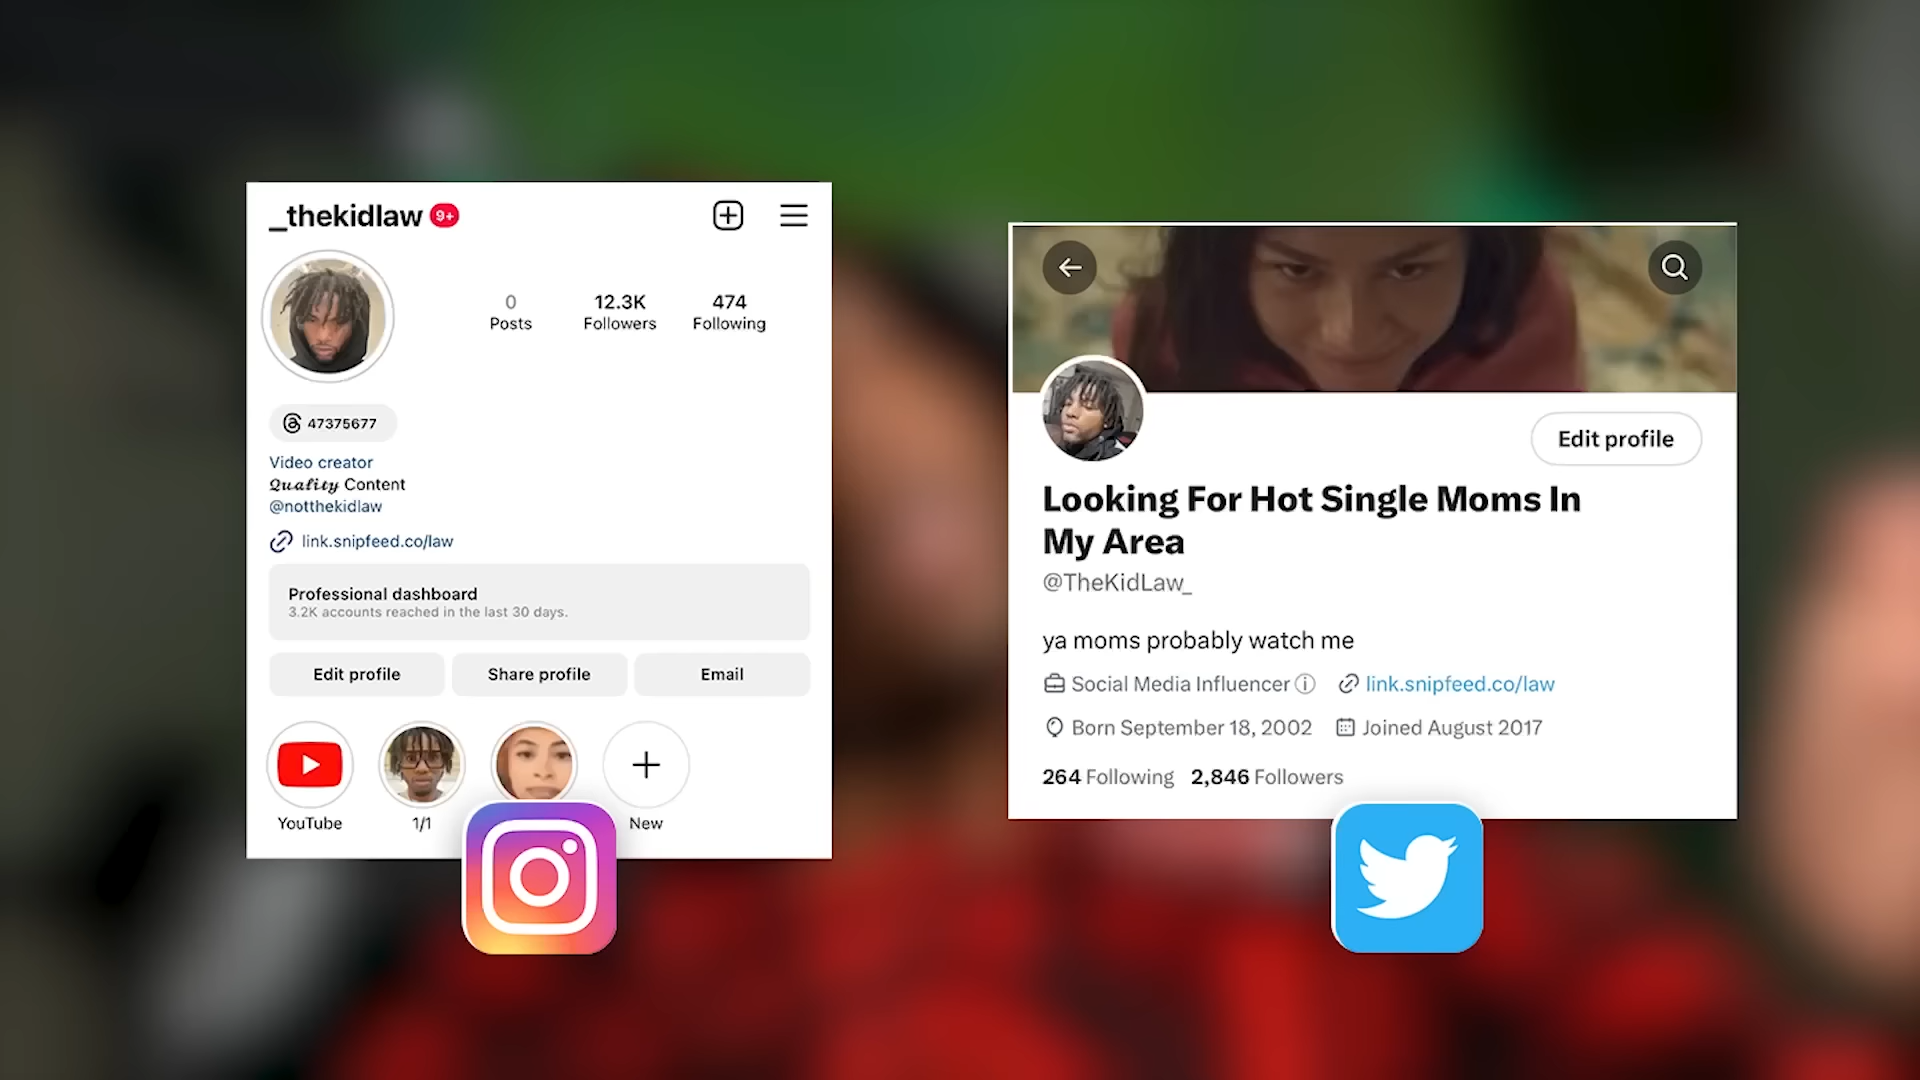 _thekidlaw 9+
0 12.3K 474
Posts Followers Following
47375677
Video creator
𝓠𝓾𝓪𝓵𝓲𝓽𝔂 Content
@notthekidlaw
link.snipfeed.co/law
Professional dashboard
3.2K accounts reached in the last 30 days.
Edit profile Share profile Email
YouTube 1/1 New
Edit profile
Looking For Hot Single Moms In
My Area
@TheKidLaw_
ya moms probably watch me
Social Media Influencer link.snipfeed.co/law
Born September 18, 2002 Joined August 2017
264 Following 2,846 Followers